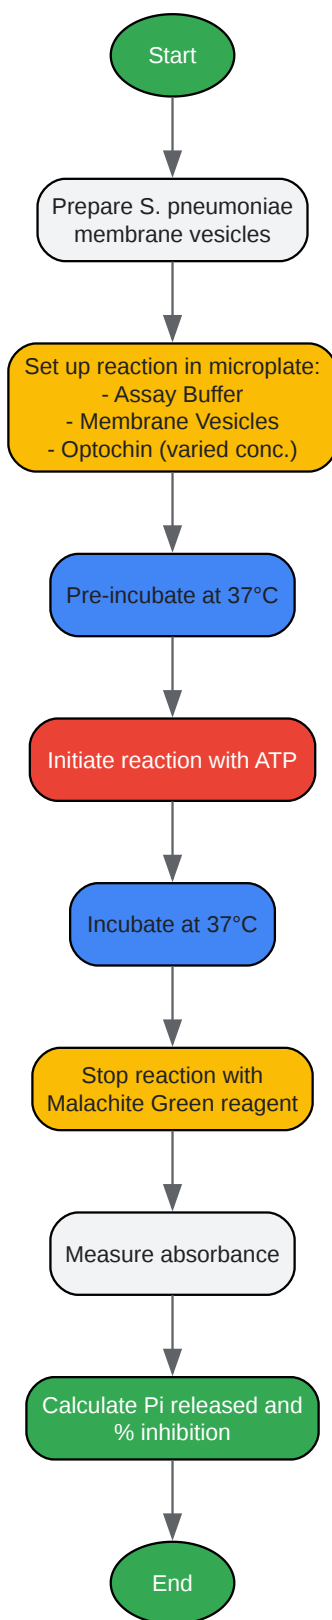 Start
Prepare S. pneumoniae
membrane vesicles
Set up reaction in microplate:
- Assay Buffer
- Membrane Vesicles
- Optochin (varied conc.)
Pre-incubate at 37°C
Initiate reaction with ATP
Incubate at 37°C
Stop reaction with
Malachite Green reagent
Measure absorbance
Calculate Pi released and
% inhibition
End